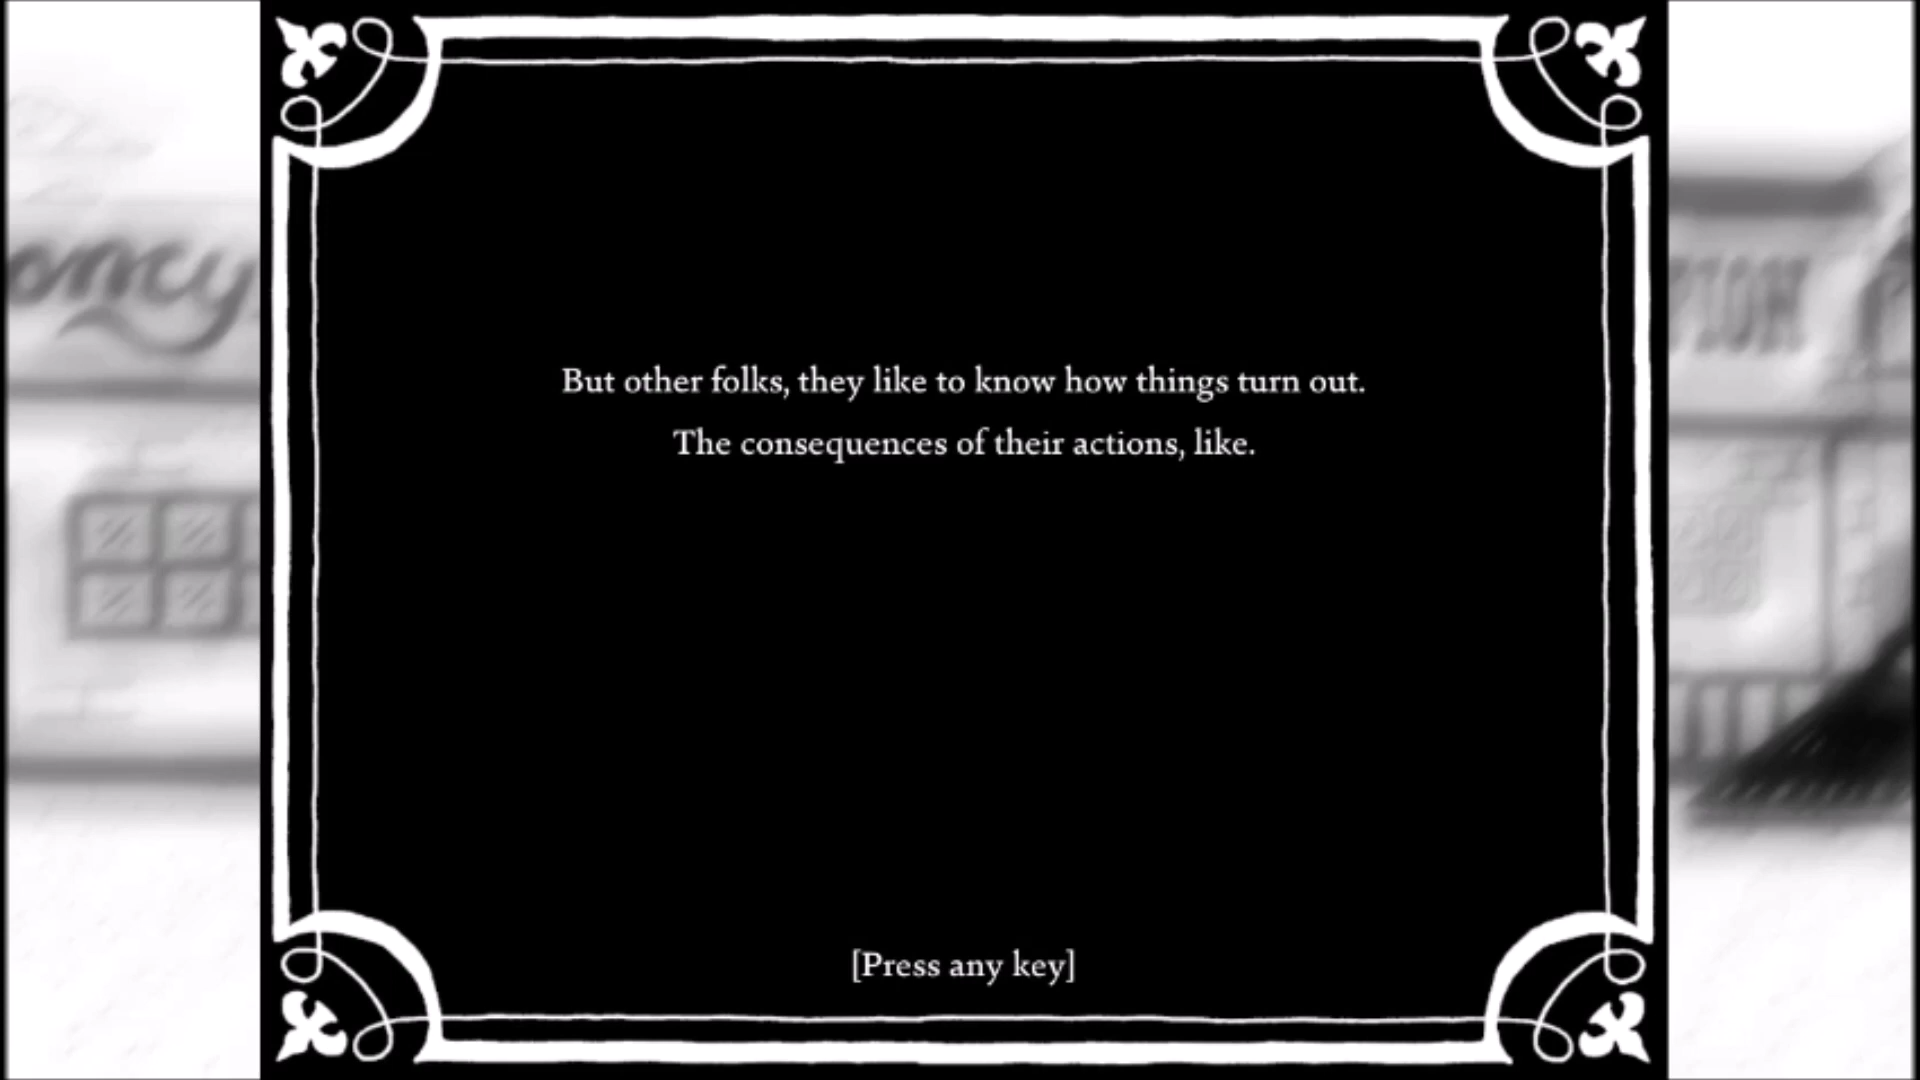 But other folks, they like to know how things turn out.
The consequences of their actions, like.
[Press any key]